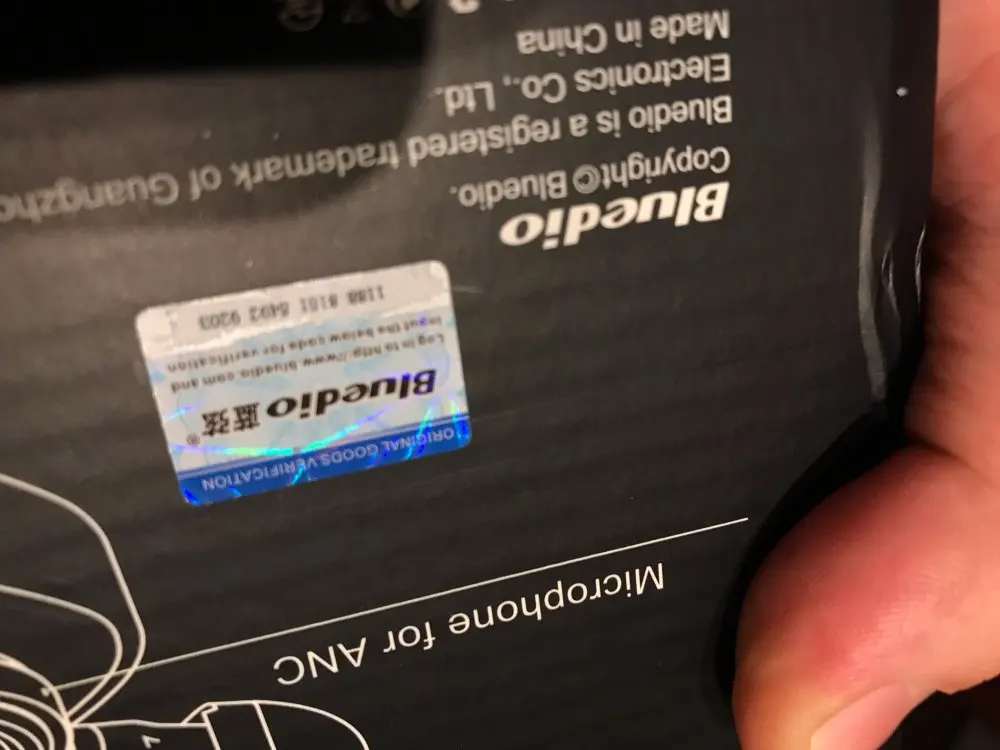 Microphone for ANC
ORIGINAL GOODS VERIFICATION
Bluedio 蓝弦®
Log in to http://www.bluedio.com and
input the below code for verification
1188 8181 8492 9203
Bluedio
Copyright© Bluedio.
Bluedio is a registered trademark of Guangzho
Electronics Co., Ltd.
Made in China